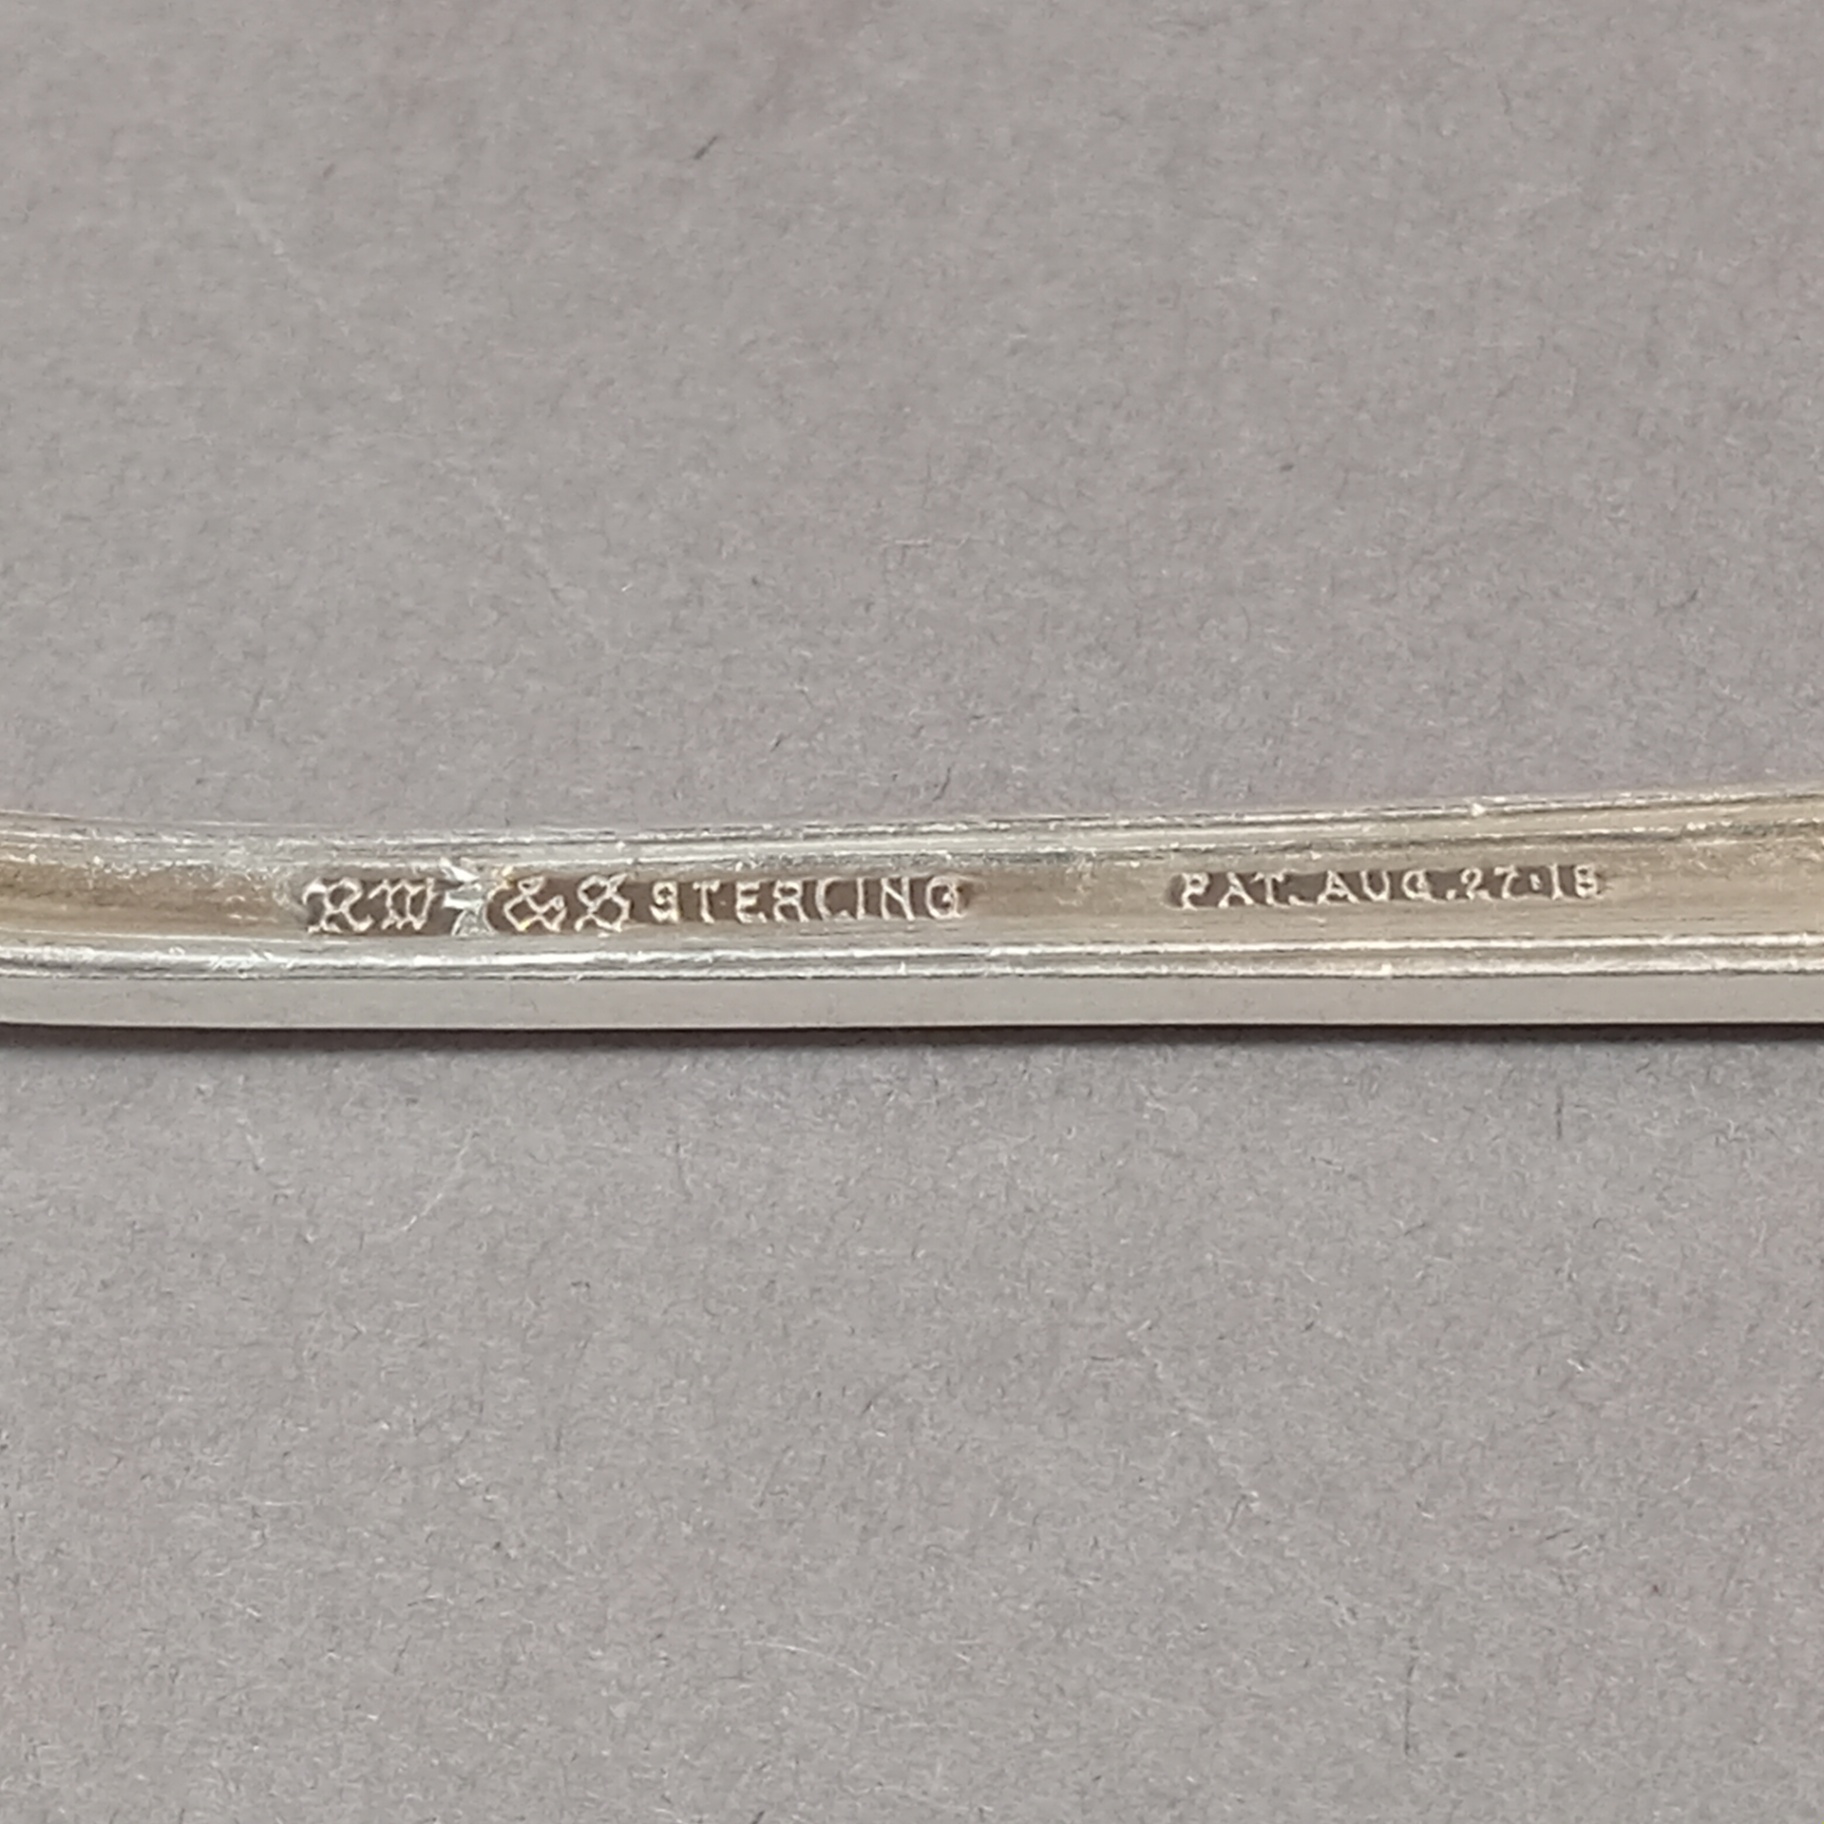 RW & S STERLING PAT. AUG. 27·18